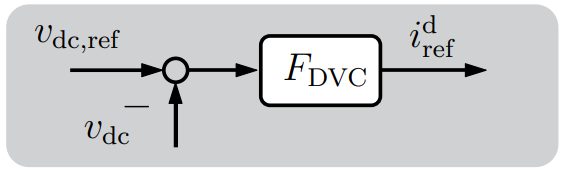 v_dc,ref
F_DVC
i^d_ref
−
v_dc